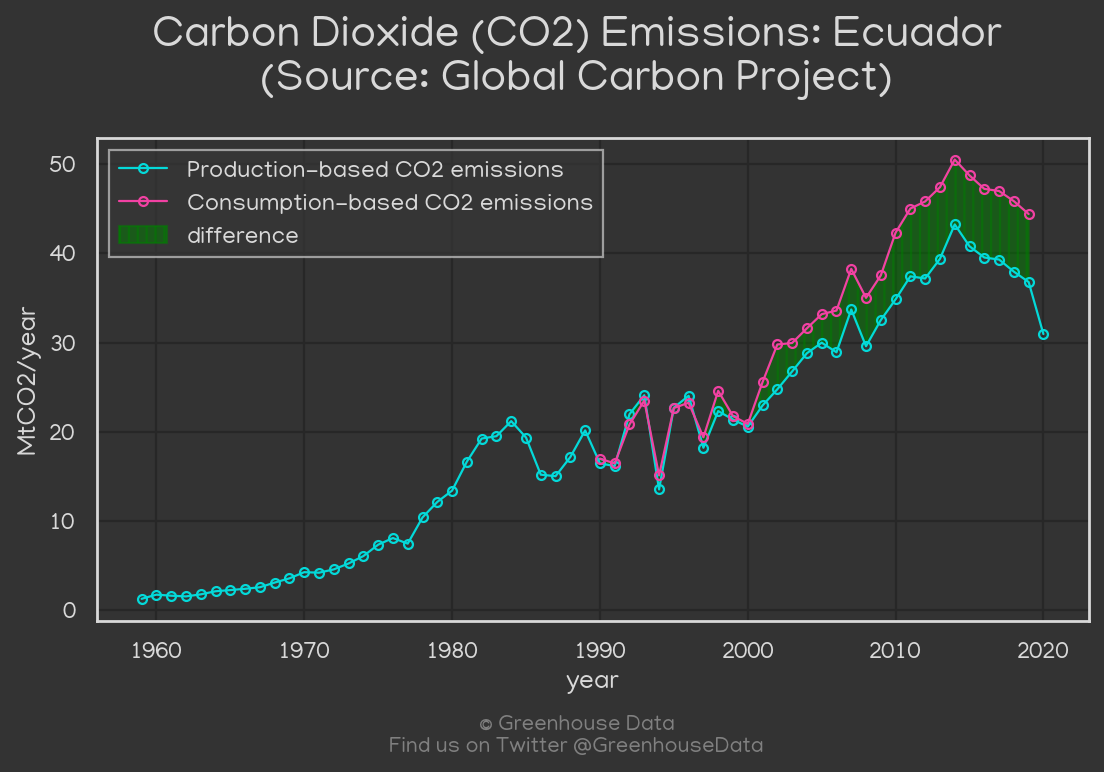 Carbon Dioxide (CO2) Emissions: Ecuador
(Source: Global Carbon Project)
Production-based CO2 emissions
Consumption-based CO2 emissions
difference
50
40
30
20
10
0
MtCO2/year
1960 1970 1980 1990 2000 2010 2020
year
© Greenhouse Data
Find us on Twitter @GreenhouseData